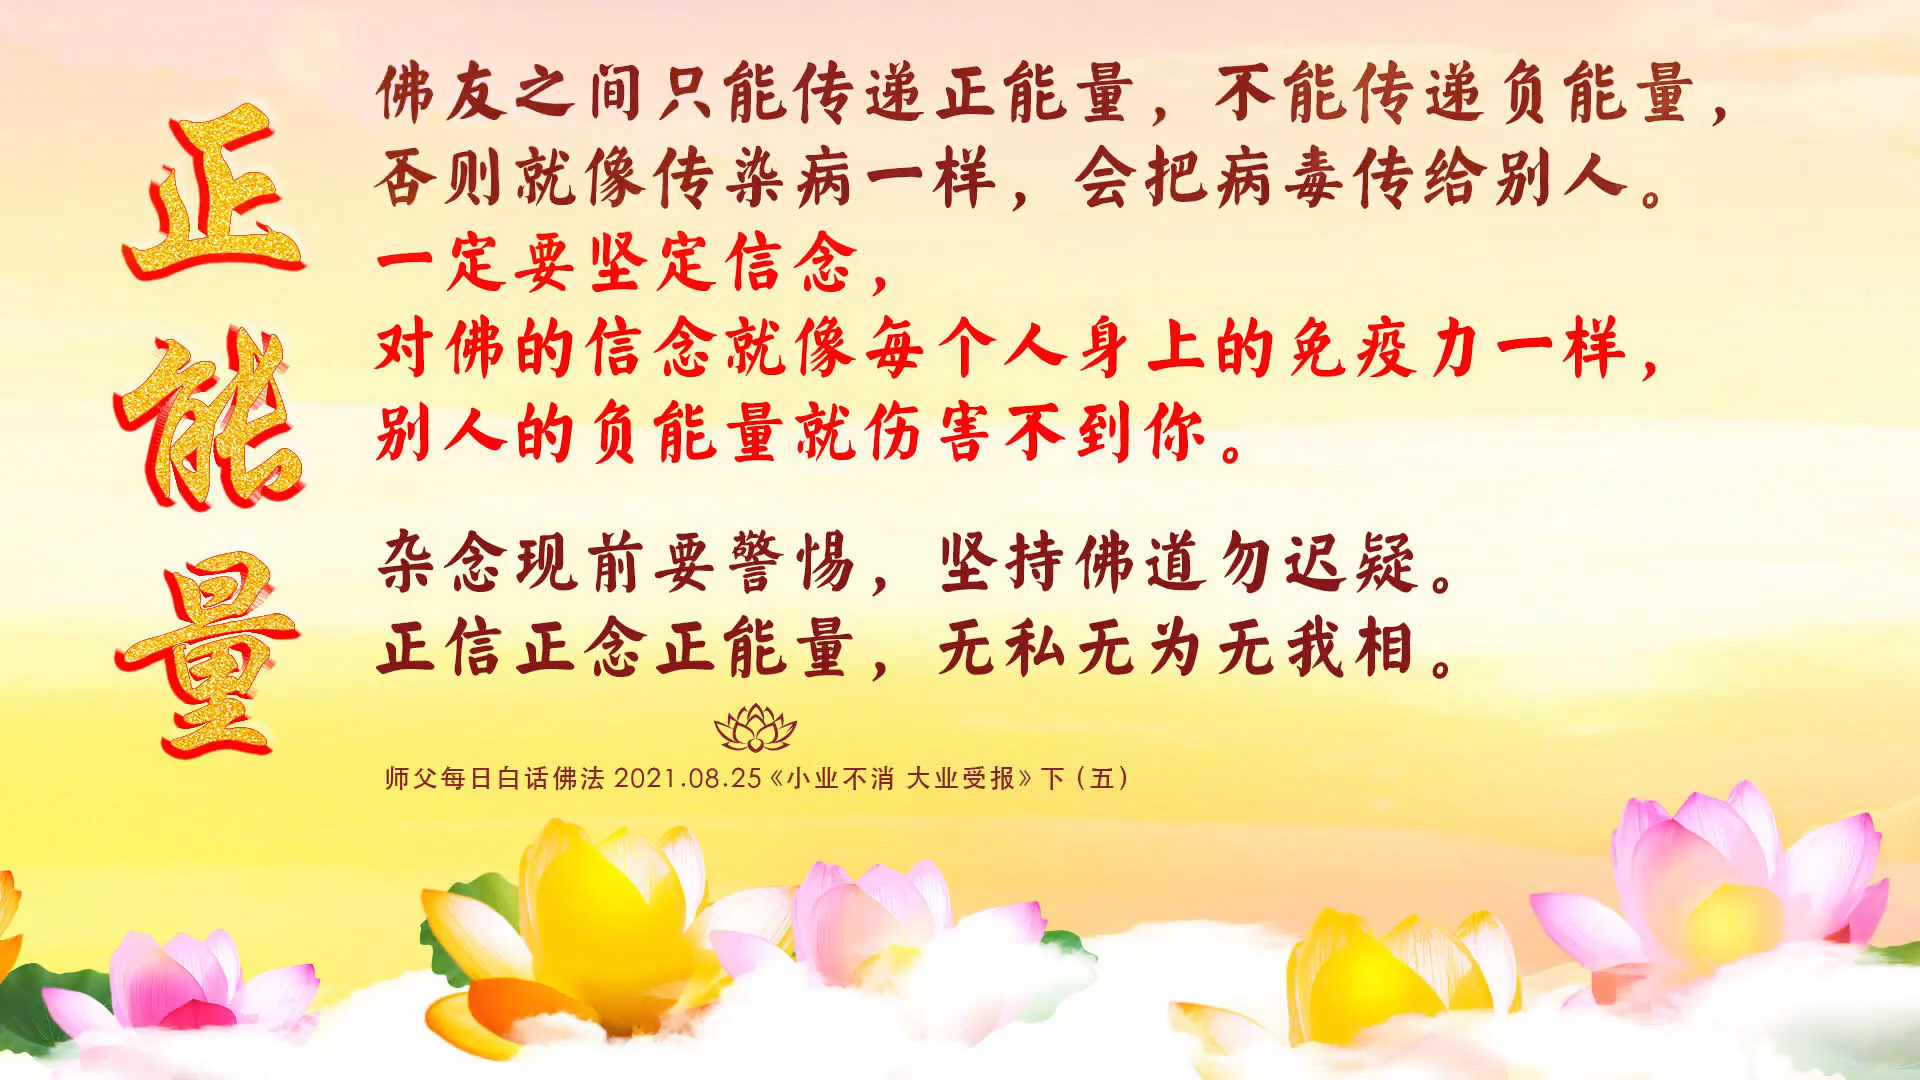 正能量
佛友之间只能传递正能量，不能传递负能量，
否则就像传染病一样，会把病毒传给别人。
一定要坚定信念，
对佛的信念就像每个人身上的免疫力一样，
别人的负能量就伤害不到你。
杂念现前要警惕，坚持佛道勿迟疑。
正信正念正能量，无私无为无我相。
师父每日白话佛法 2021.08.25《小业不消 大业受报》下（五）